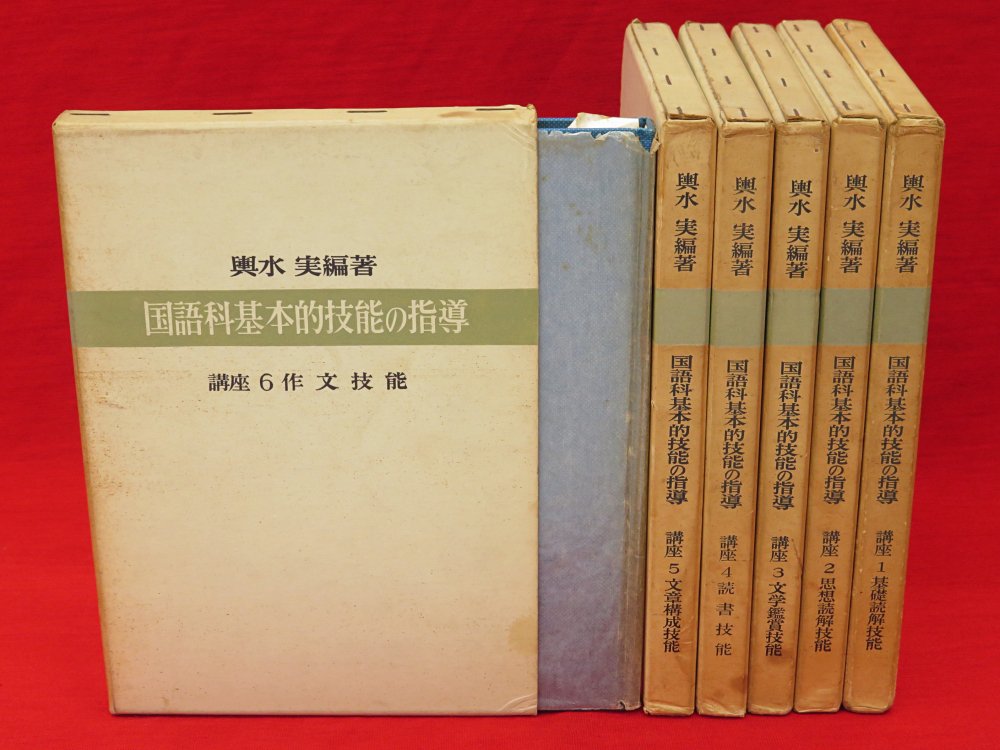 輿水 実編著
国語科基本的技能の指導
講座 6 作文技能
輿水 実編著
国語科基本的技能の指導
講座 5 文章構成技能
輿水 実編著
国語科基本的技能の指導
講座 4 読書技能
輿水 実編著
国語科基本的技能の指導
講座 3 文学鑑賞技能
輿水 実編著
国語科基本的技能の指導
講座 2 思想読解技能
輿水 実編著
国語科基本的技能の指導
講座 1 基礎読解技能